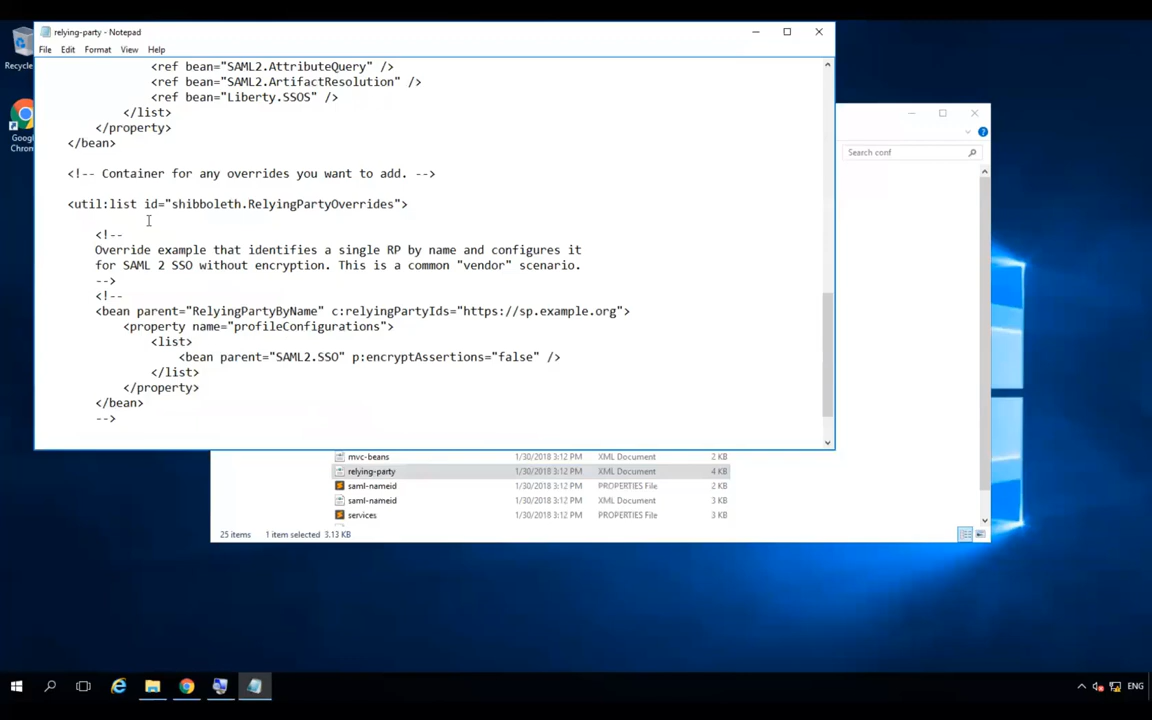 relying-party - Notepad
File Edit Format View Help
<ref bean="SAML2.AttributeQuery" />
<ref bean="SAML2.ArtifactResolution" />
<ref bean="Liberty.SSOS" />
</list>
</property>
</bean>
<!-- Container for any overrides you want to add. -->
<util:list id="shibboleth.RelyingPartyOverrides">
<!--
Override example that identifies a single RP by name and configures it
for SAML 2 SSO without encryption. This is a common "vendor" scenario.
-->
<!--
<bean parent="RelyingPartyByName" c:relyingPartyIds="https://sp.example.org">
<property name="profileConfigurations">
<list>
<bean parent="SAML2.SSO" p:encryptAssertions="false" />
</list>
</property>
</bean>
-->
Recycle
Google
Chrom
Search conf
mvc-beans 1/30/2018 3:12 PM XML Document 2 KB
relying-party 1/30/2018 3:12 PM XML Document 4 KB
saml-nameid 1/30/2018 3:12 PM PROPERTIES File 2 KB
saml-nameid 1/30/2018 3:12 PM XML Document 3 KB
services 1/30/2018 3:12 PM PROPERTIES File 3 KB
25 items 1 item selected 3.13 KB
ENG